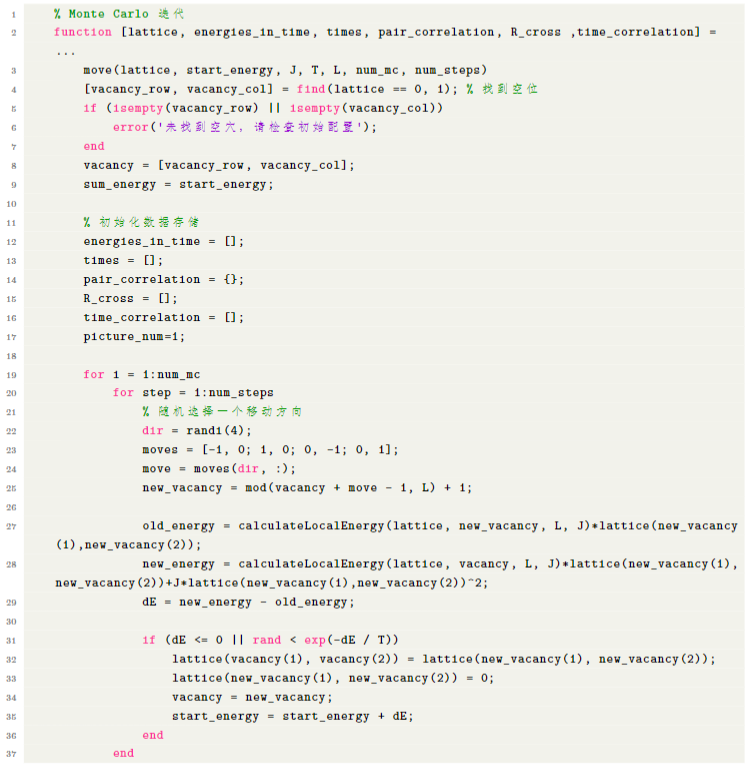 1 % Monte Carlo 迭代
2 function [lattice, energies_in_time, times, pair_correlation, R_cross ,time_correlation] =
...
3 move(lattice, start_energy, J, T, L, num_mc, num_steps)
4 [vacancy_row, vacancy_col] = find(lattice == 0, 1); % 找到空位
5 if (isempty(vacancy_row) || isempty(vacancy_col))
6 error('未找到空穴，请检查初始配置');
7 end
8 vacancy = [vacancy_row, vacancy_col];
9 sum_energy = start_energy;
10
11 % 初始化数据存储
12 energies_in_time = [];
13 times = [];
14 pair_correlation = {};
15 R_cross = [];
16 time_correlation = [];
17 picture_num=1;
18
19 for i = 1:num_mc
20 for step = 1:num_steps
21 % 随机选择一个移动方向
22 dir = randi(4);
23 moves = [-1, 0; 1, 0; 0, -1; 0, 1];
24 move = moves(dir, :);
25 new_vacancy = mod(vacancy + move - 1, L) + 1;
26
27 old_energy = calculateLocalEnergy(lattice, new_vacancy, L, J)*lattice(new_vacancy
(1),new_vacancy(2));
28 new_energy = calculateLocalEnergy(lattice, vacancy, L, J)*lattice(new_vacancy(1),
new_vacancy(2))+J*lattice(new_vacancy(1),new_vacancy(2))^2;
29 dE = new_energy - old_energy;
30
31 if (dE <= 0 || rand < exp(-dE / T))
32 lattice(vacancy(1), vacancy(2)) = lattice(new_vacancy(1), new_vacancy(2));
33 lattice(new_vacancy(1), new_vacancy(2)) = 0;
34 vacancy = new_vacancy;
35 start_energy = start_energy + dE;
36 end
37 end